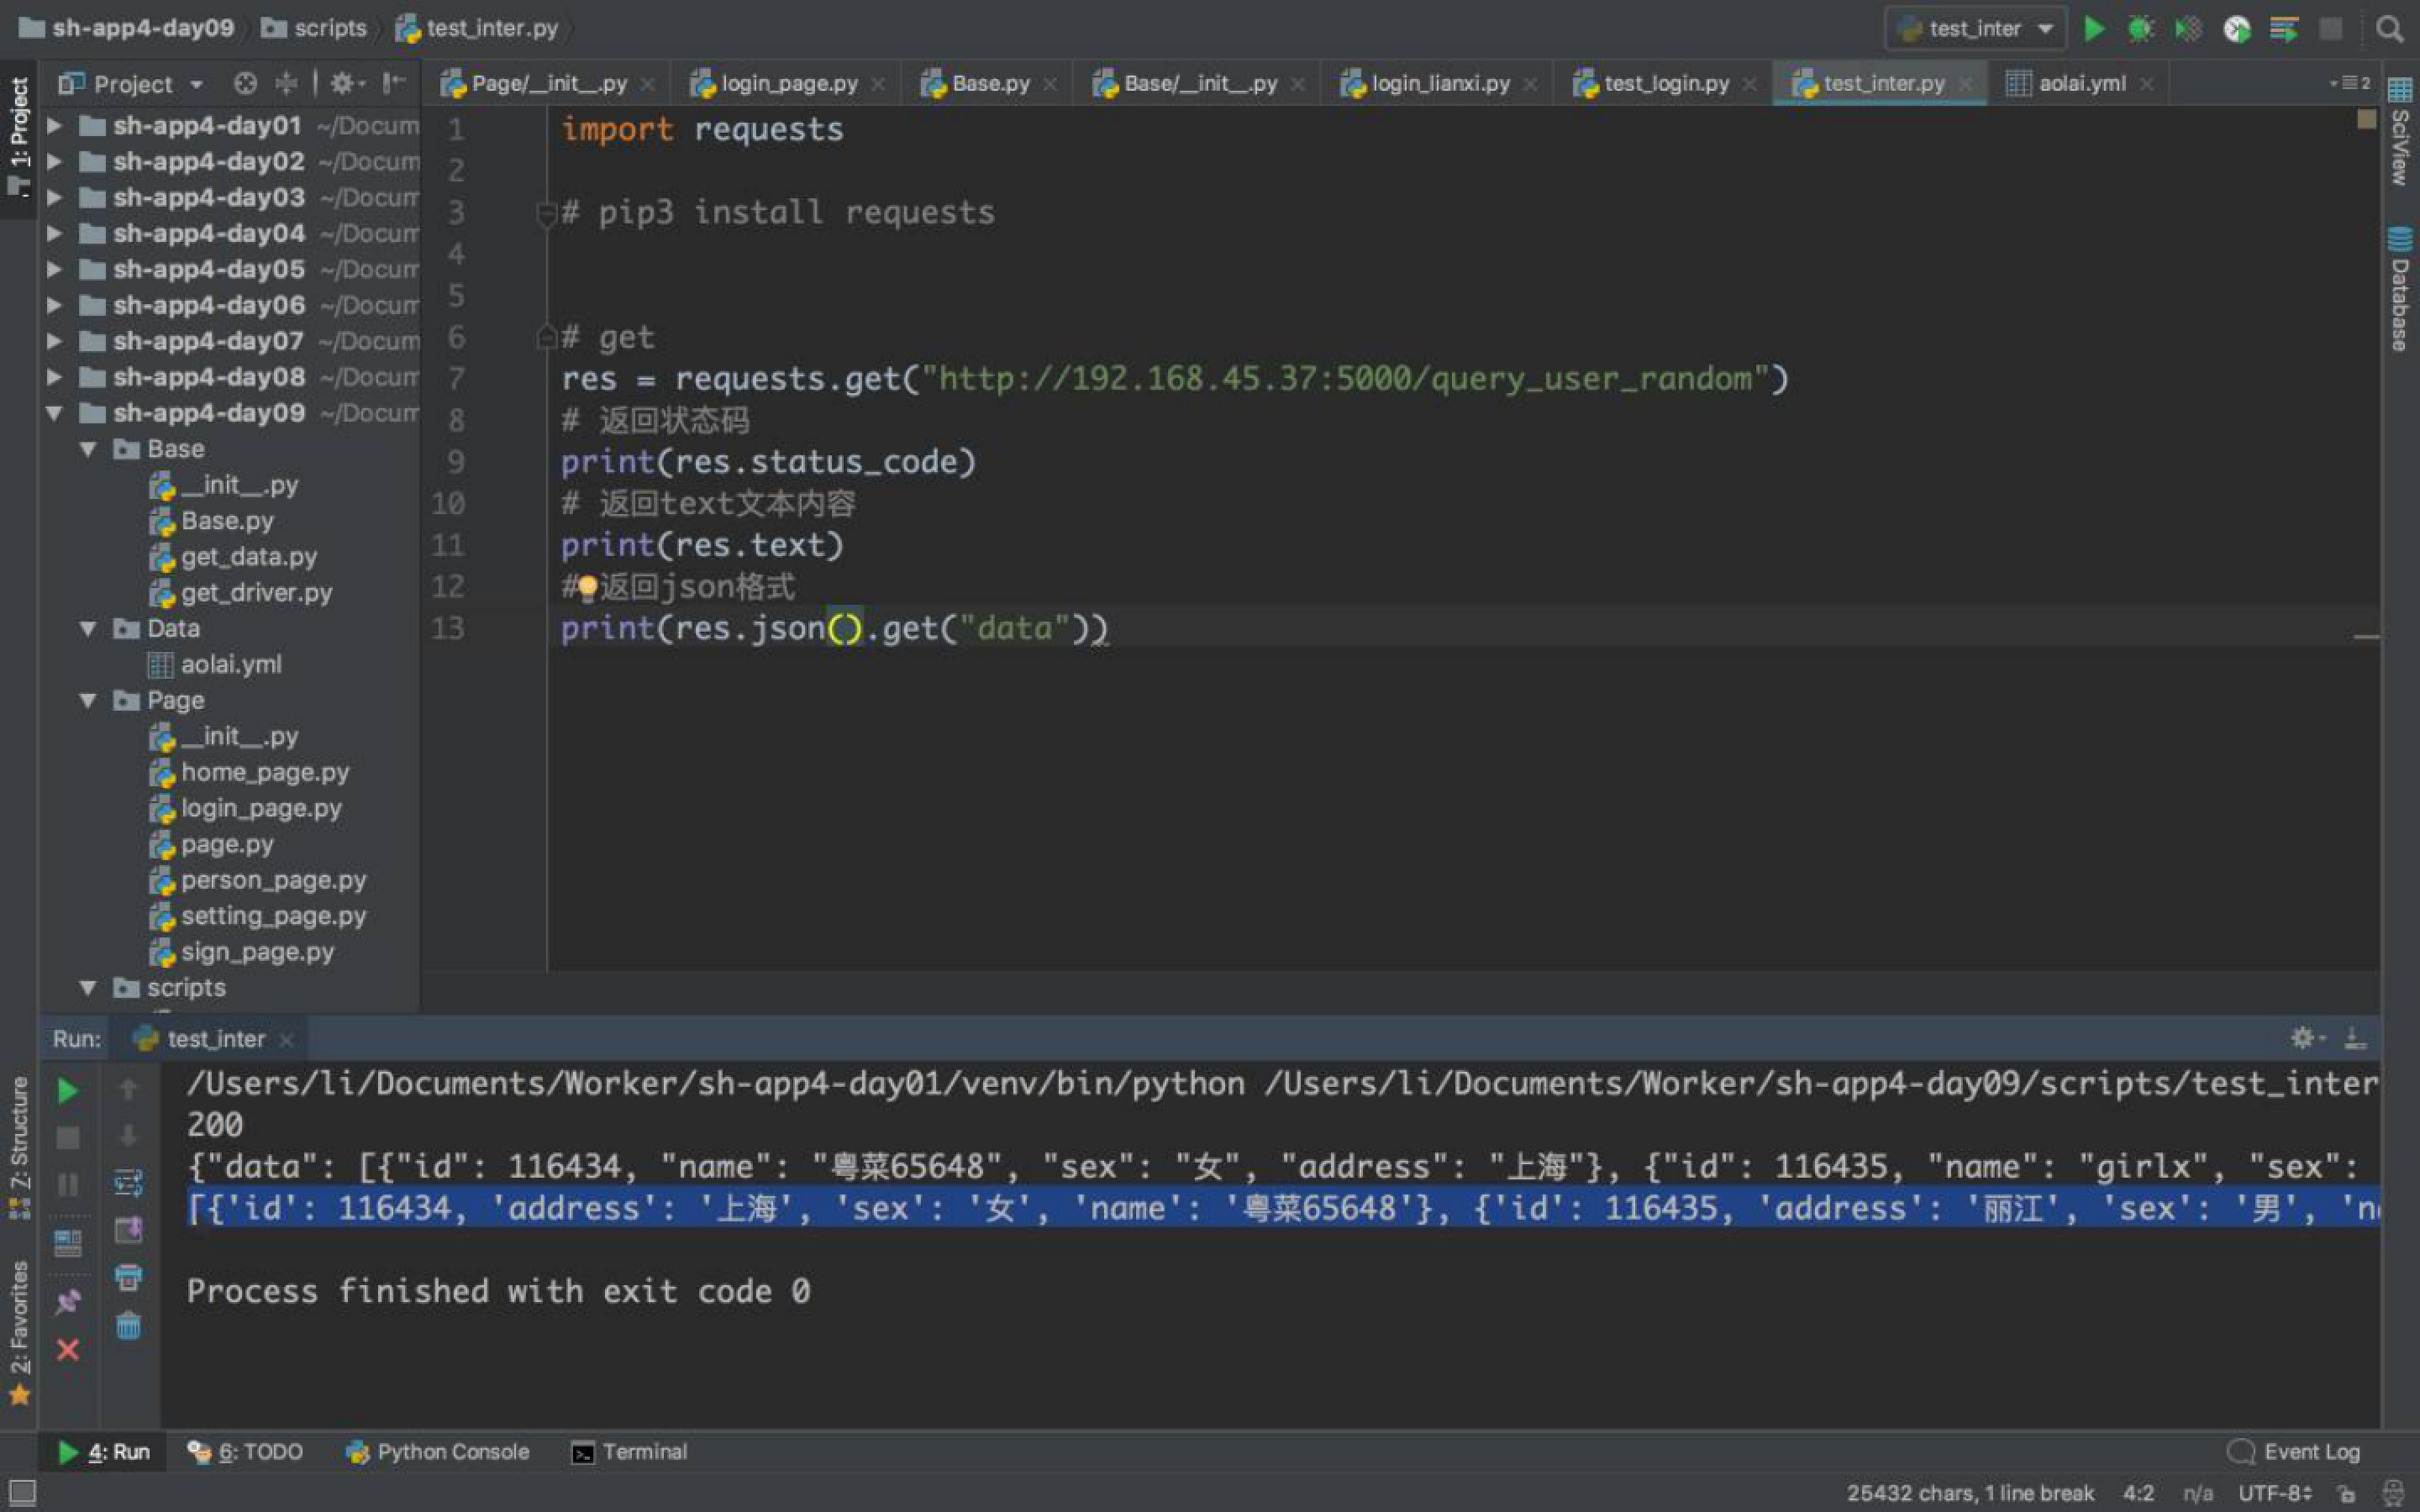 sh-app4-day09 scripts test_inter.py
test_inter
1: Project
Project
Page/__init__.py login_page.py Base.py Base/__init__.py login_lianxi.py test_login.py test_inter.py aolai.yml
2
sh-app4-day01 ~/Docum
sh-app4-day02 ~/Docum
sh-app4-day03 ~/Docum
sh-app4-day04 ~/Docum
sh-app4-day05 ~/Docum
sh-app4-day06 ~/Docum
sh-app4-day07 ~/Docum
sh-app4-day08 ~/Docum
sh-app4-day09 ~/Docum
Base
__init__.py
Base.py
get_data.py
get_driver.py
Data
aolai.yml
Page
__init__.py
home_page.py
login_page.py
page.py
person_page.py
setting_page.py
sign_page.py
scripts
1 import requests
2
3 # pip3 install requests
4
5
6 # get
7 res = requests.get("http://192.168.45.37:5000/query_user_random")
8 # 返回状态码
9 print(res.status_code)
10 # 返回text文本内容
11 print(res.text)
12 # 返回json格式
13 print(res.json().get("data"))
SciView
Database
Run: test_inter
/Users/li/Documents/Worker/sh-app4-day01/venv/bin/python /Users/li/Documents/Worker/sh-app4-day09/scripts/test_inter
200
{"data": [{"id": 116434, "name": "粤菜65648", "sex": "女", "address": "上海"}, {"id": 116435, "name": "girlx", "sex":
[{'id': 116434, 'address': '上海', 'sex': '女', 'name': '粤菜65648'}, {'id': 116435, 'address': '丽江', 'sex': '男', 'n
Process finished with exit code 0
7: Structure
2: Favorites
4: Run 6: TODO Python Console Terminal
Event Log
25432 chars, 1 line break 4:2 n/a UTF-8